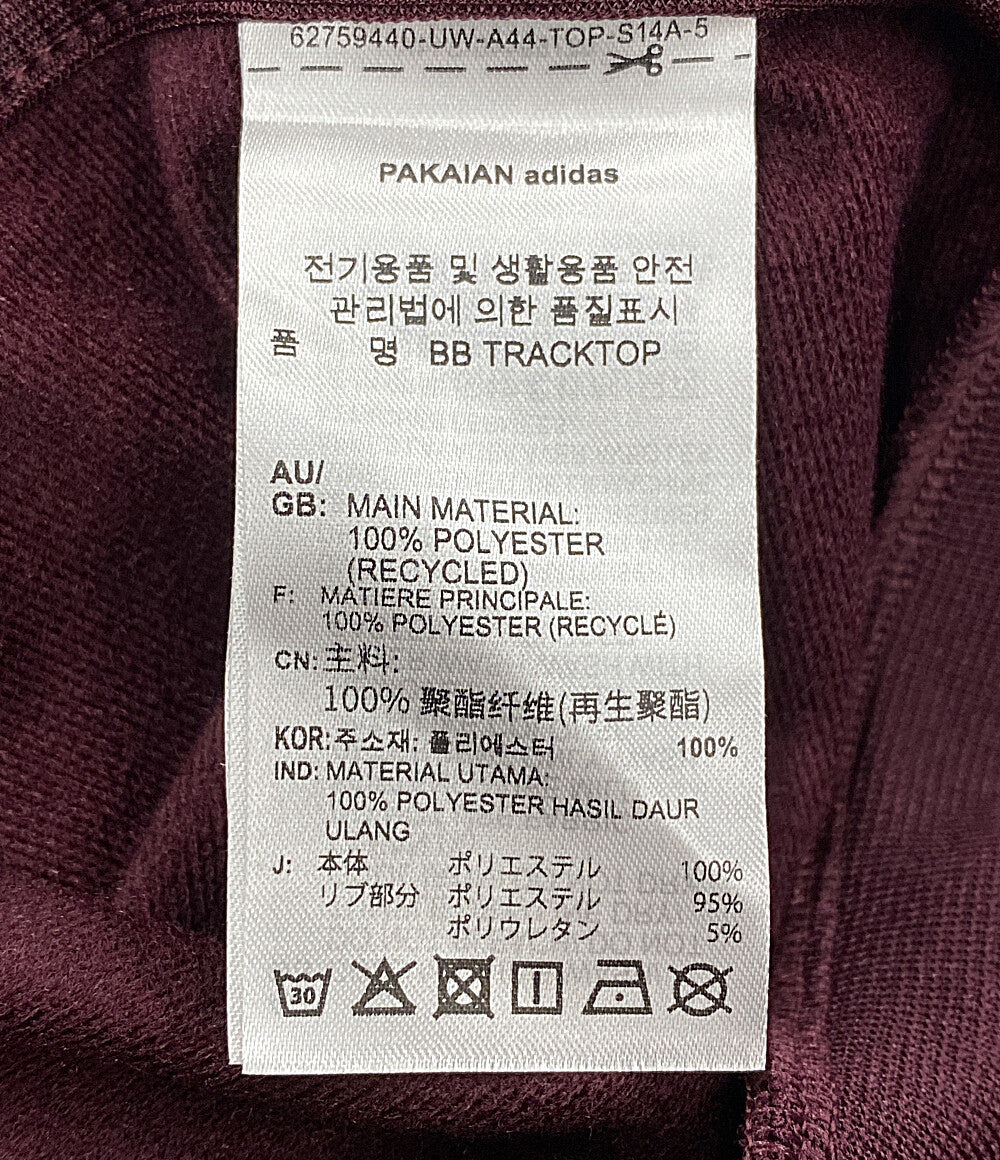 62759440-UW-A44-TOP-S14A-5
PAKAIAN adidas
전기용품 및 생활용품 안전
관리법에 의한 품질표시
품 명 BB TRACKTOP
AU/
GB: MAIN MATERIAL:
100% POLYESTER
(RECYCLED)
F: MATIERE PRINCIPALE:
100% POLYESTER (RECYCLÉ)
CN: 主料:
100% 聚酯纤维(再生聚酯)
KOR: 주소재: 폴리에스터 100%
IND: MATERIAL UTAMA:
100% POLYESTER HASIL DAUR
ULANG
J: 本体 ポリエステル 100%
リブ部分 ポリエステル 95%
ポリウレタン 5%
30